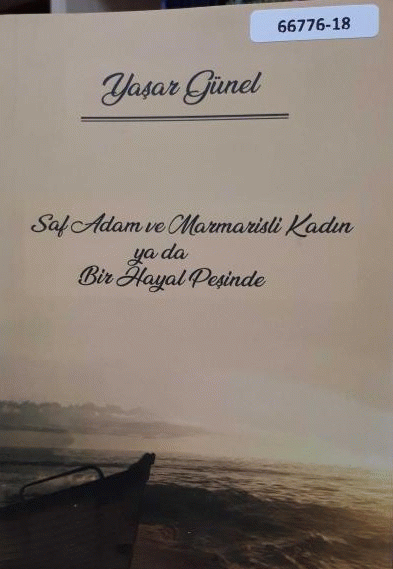 66776-18
Yaşar Günel
Saf Adam ve Marmarisli Kadın
ya da
Bir Hayal Peşinde